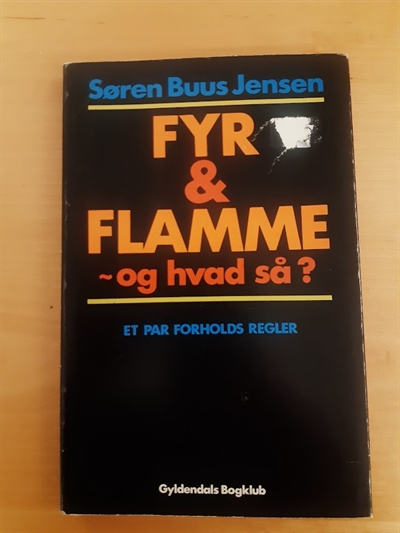 Søren Buus Jensen
FYR
&
FLAMME
~og hvad så?
ET PAR FORHOLDS REGLER
Gyldendals Bogklub